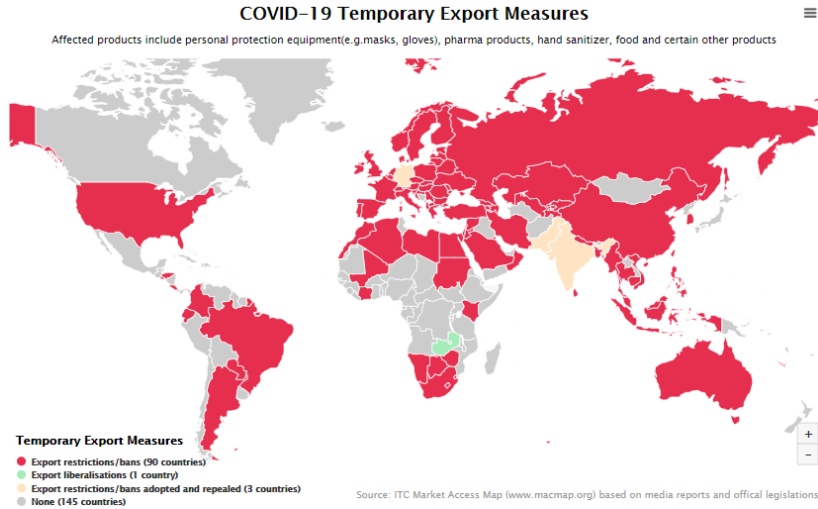 COVID-19 Temporary Export Measures
Affected products include personal protection equipment(e.g.masks, gloves), pharma products, hand sanitizer, food and certain other products
Temporary Export Measures
Export restrictions/bans (90 countries)
Export liberalisations (1 country)
Export restrictions/bans adopted and repealed (3 countries)
None (145 countries)
+
−
Source: ITC Market Access Map (www.macmap.org) based on media reports and offical legislations